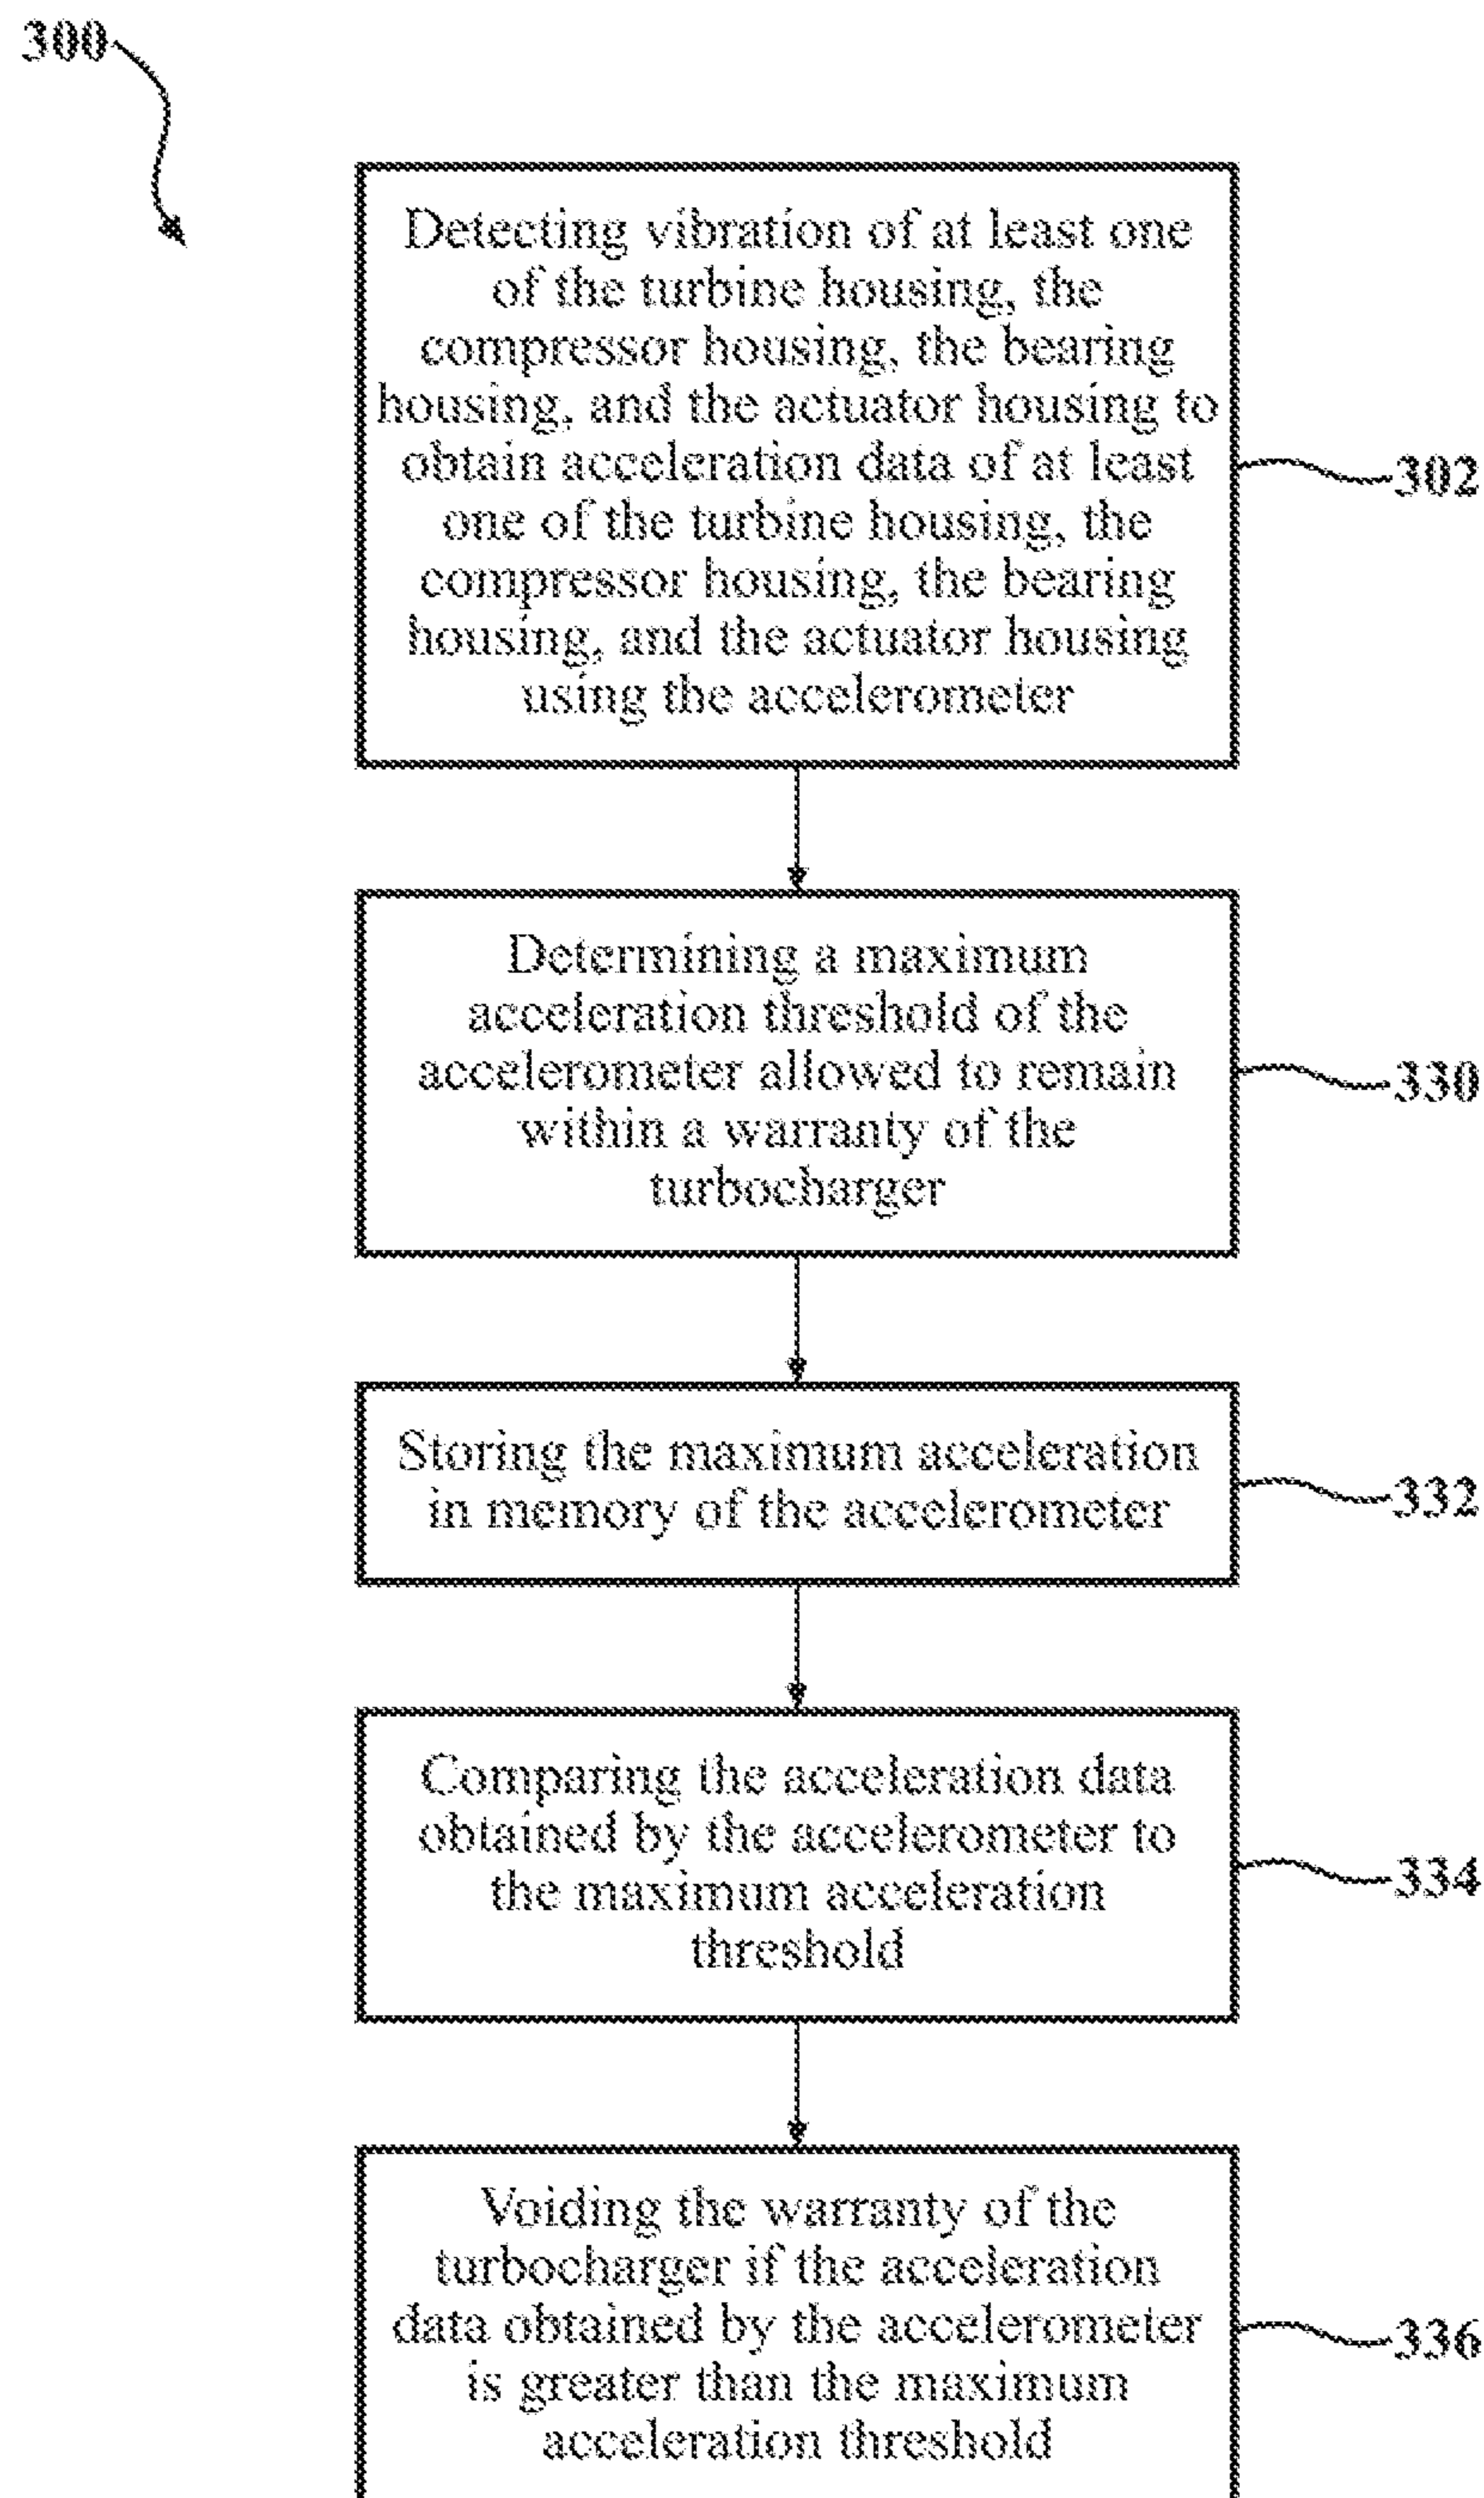 300
Detecting vibration of at least one
of the turbine housing, the
compressor housing, the bearing
housing, and the actuator housing to
obtain acceleration data of at least
one of the turbine housing, the
compressor housing, the bearing
housing, and the actuator housing
using the accelerometer
302
Determining a maximum
acceleration threshold of the
accelerometer allowed to remain
within a warranty of the
turbocharger
330
Storing the maximum acceleration
in memory of the accelerometer
332
Comparing the acceleration data
obtained by the accelerometer to
the maximum acceleration
threshold
334
Voiding the warranty of the
turbocharger if the acceleration
data obtained by the accelerometer
is greater than the maximum
acceleration threshold
336